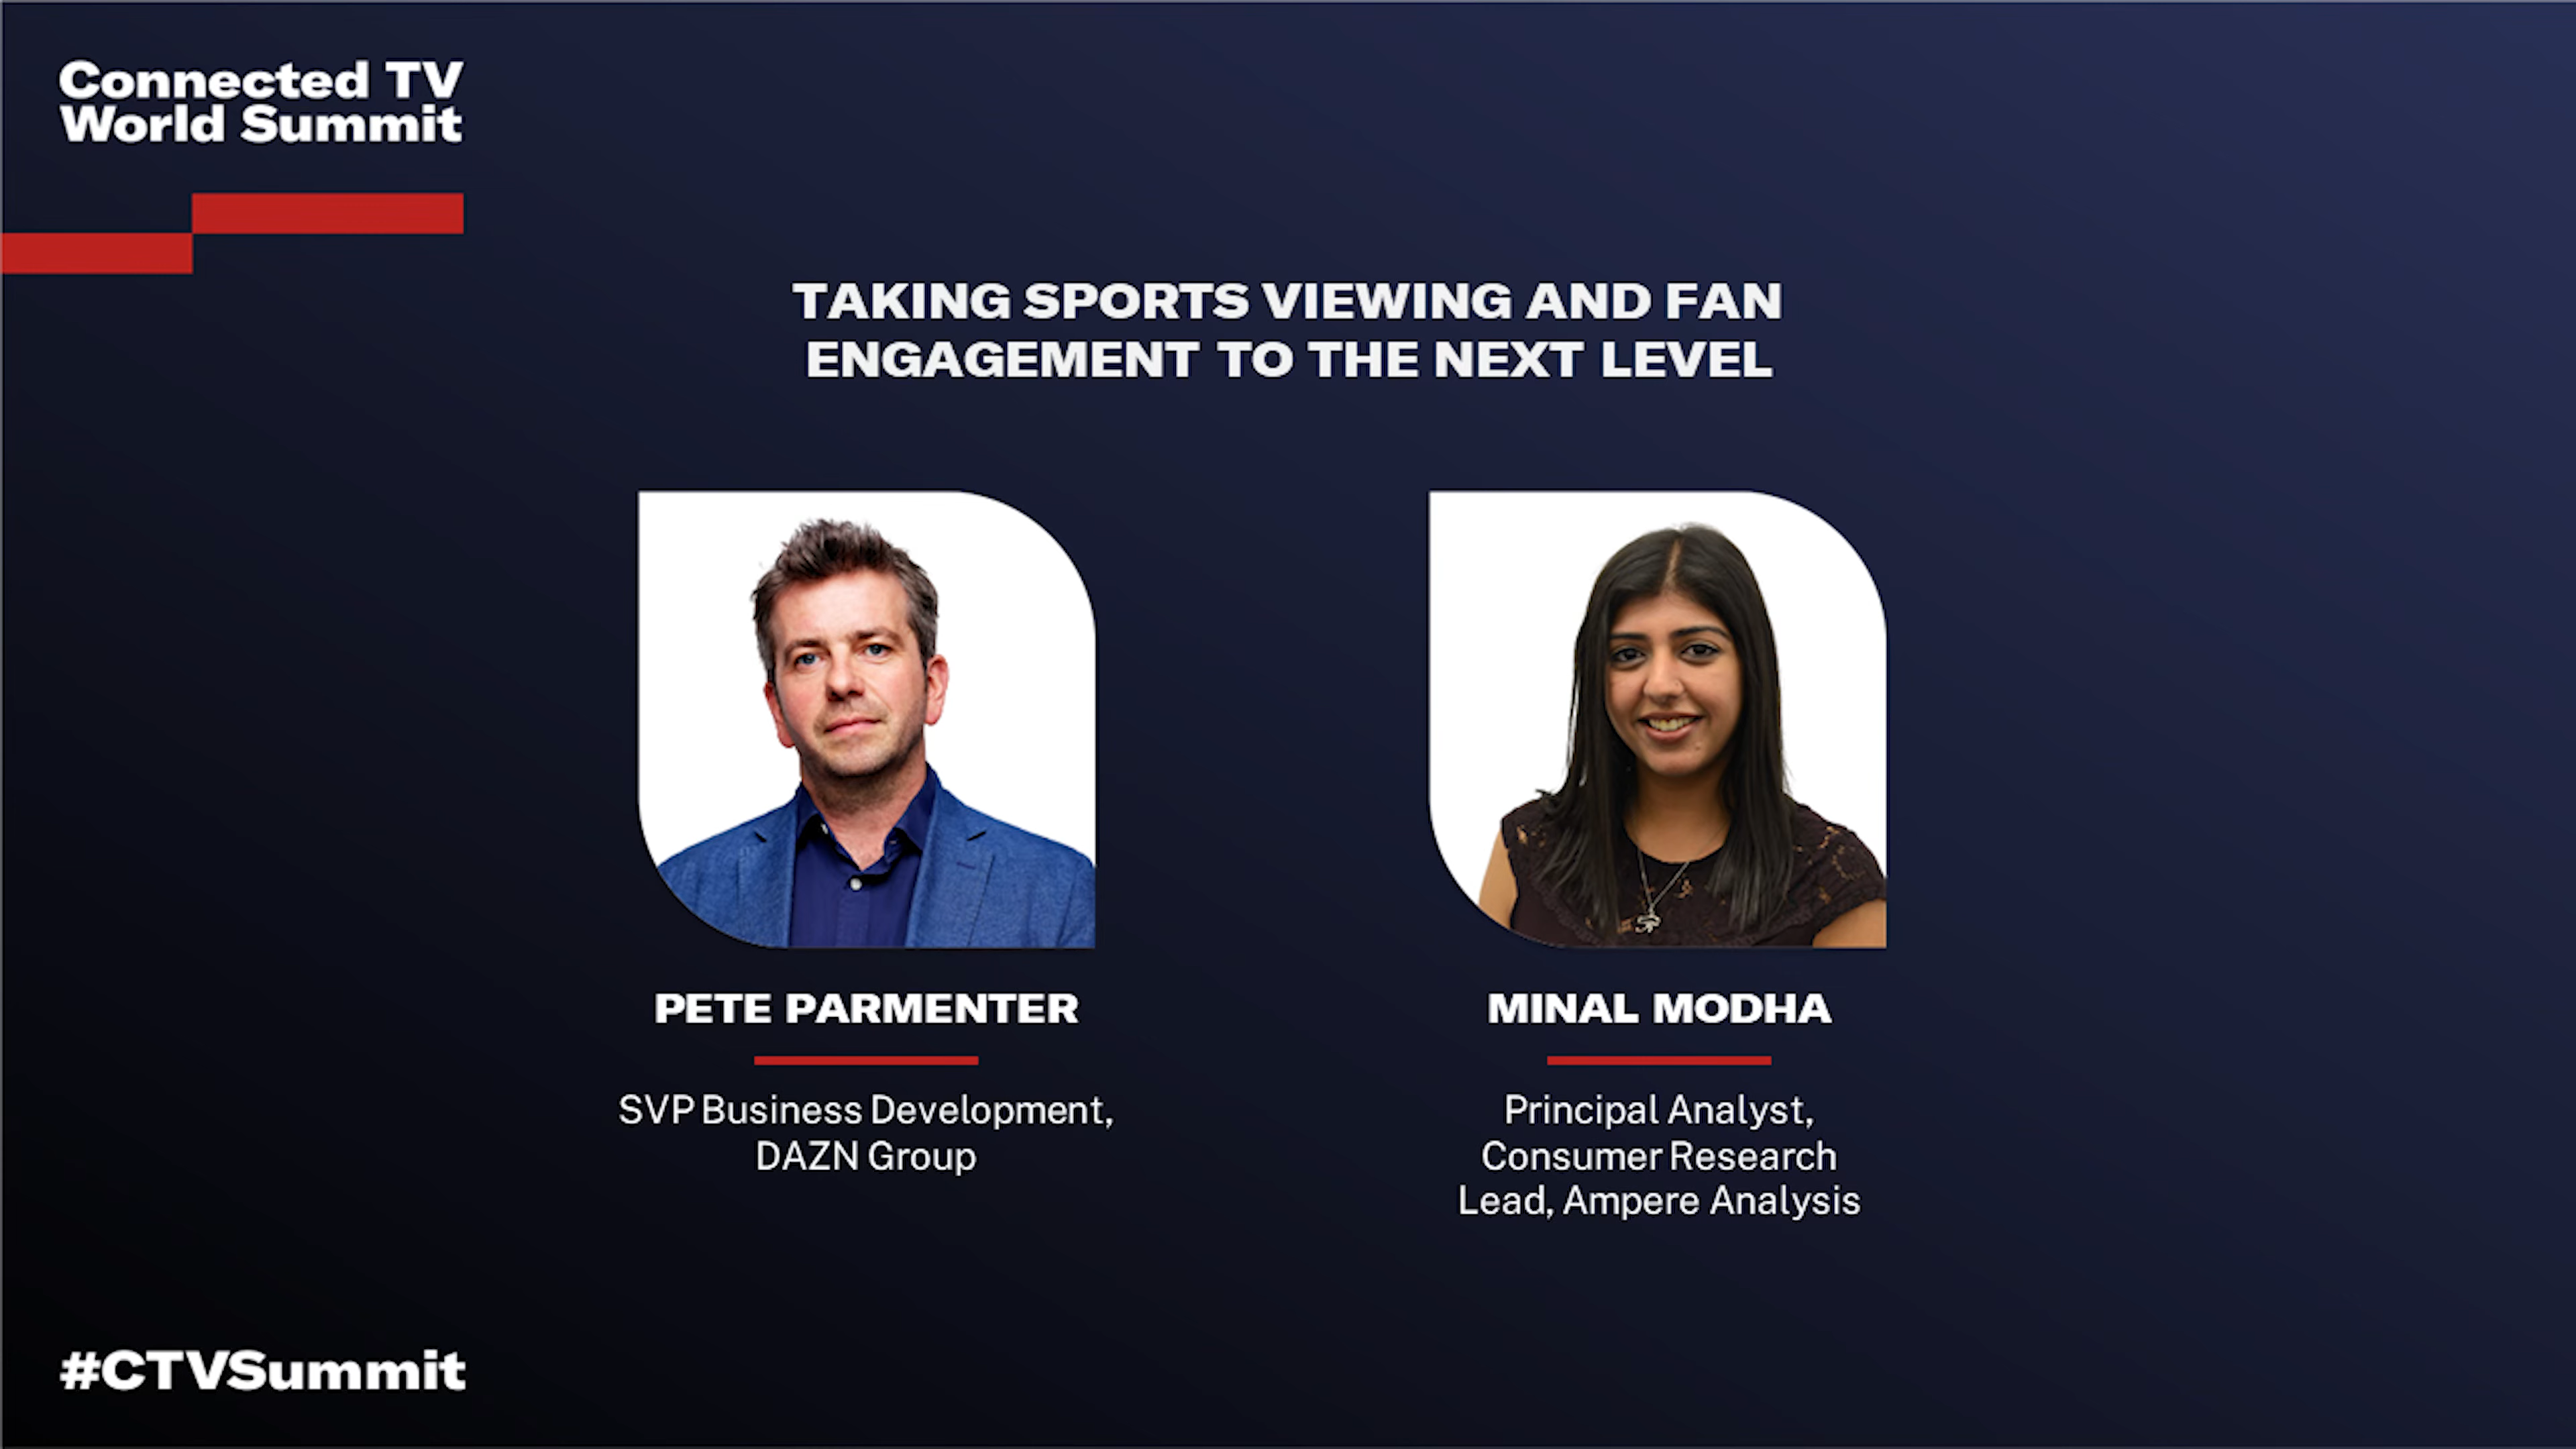 Connected TV
World Summit
TAKING SPORTS VIEWING AND FAN
ENGAGEMENT TO THE NEXT LEVEL
PETE PARMENTER
SVP Business Development,
DAZN Group
MINAL MODHA
Principal Analyst,
Consumer Research
Lead, Ampere Analysis
#CTVSummit